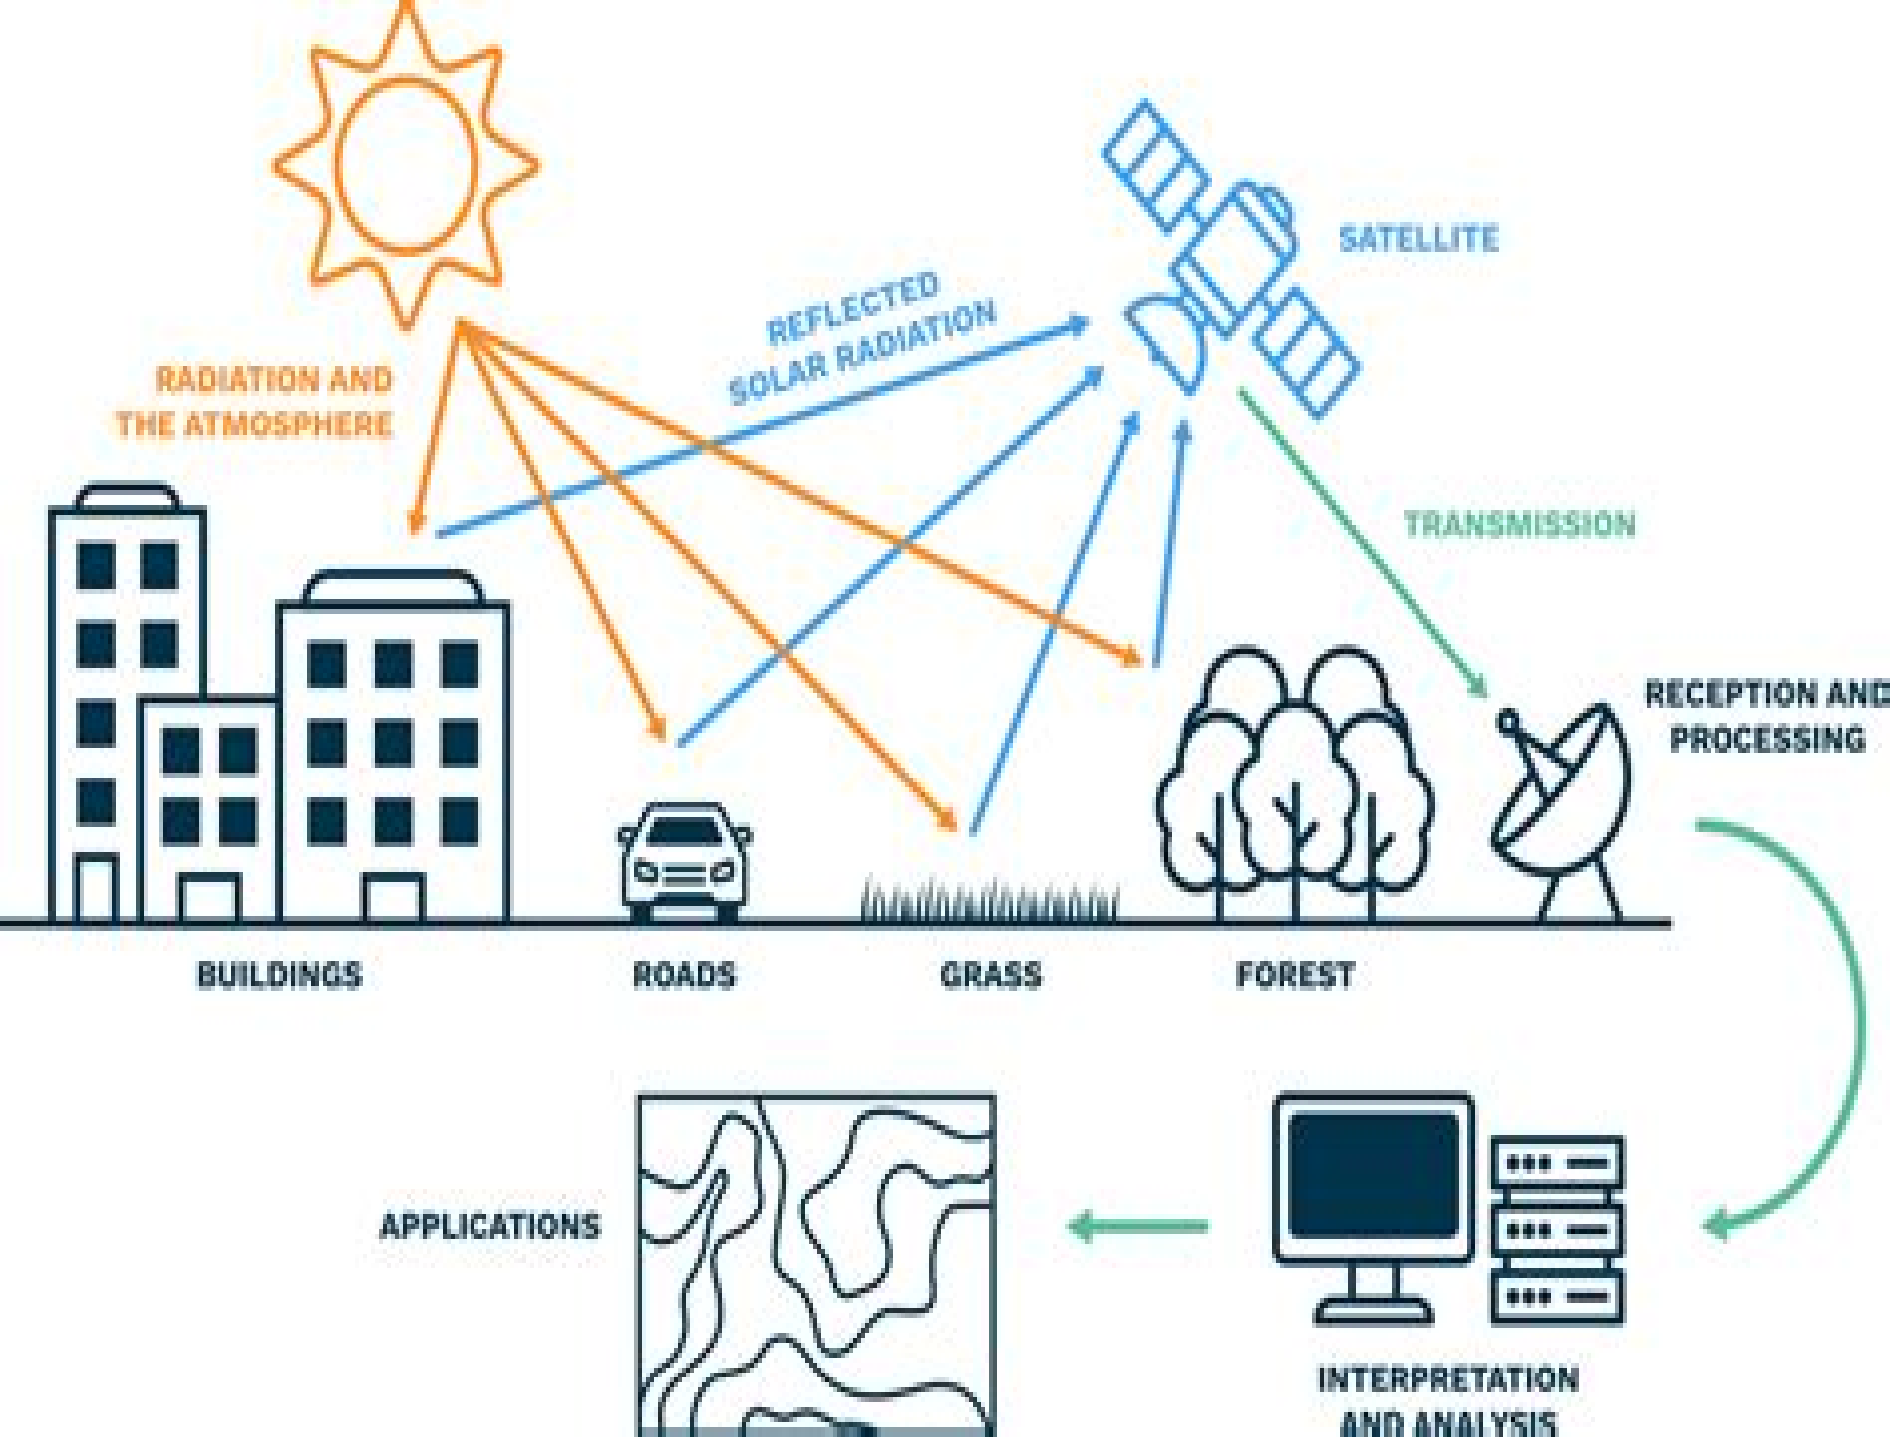 REFLECTED
SOLAR RADIATION
SATELLITE
RADIATION AND
THE ATMOSPHERE
TRANSMISSION
RECEPTION AND
PROCESSING
BUILDINGS
ROADS
GRASS
FOREST
APPLICATIONS
INTERPRETATION
AND ANALYSIS